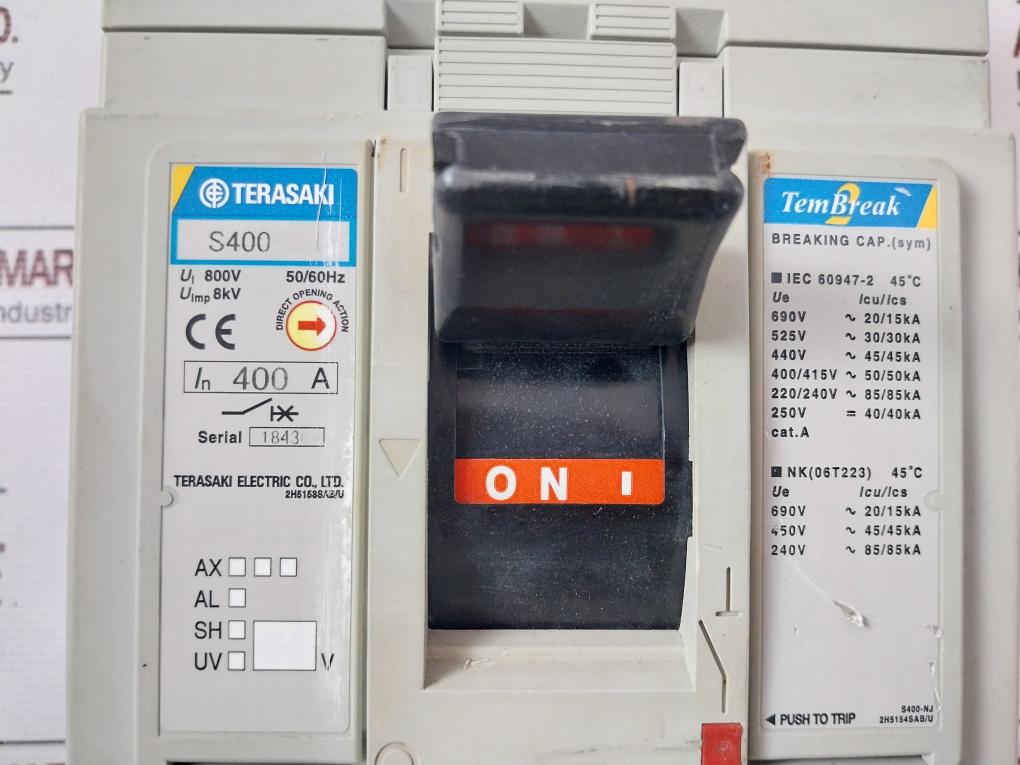 TERASAKI
S400
Ui 800V 50/60Hz
Uimp 8kV
DIRECT OPENING ACTION
CE
In 400 A
Serial 1843
TERASAKI ELECTRIC CO., LTD.
AX
AL
SH
UV V
ON I
TemBreak 2
BREAKING CAP.(sym)
IEC 60947-2 45°C
Ue Icu/Ics
690V ~ 20/15kA
525V ~ 30/30kA
440V ~ 45/45kA
400/415V ~ 50/50kA
220/240V ~ 85/85kA
250V ⎓ 40/40kA
cat.A
NK(06T223) 45°C
Ue Icu/Ics
690V ~ 20/15kA
450V ~ 45/45kA
240V ~ 85/85kA
S400-NJ
◄ PUSH TO TRIP 2H5154SAB/U